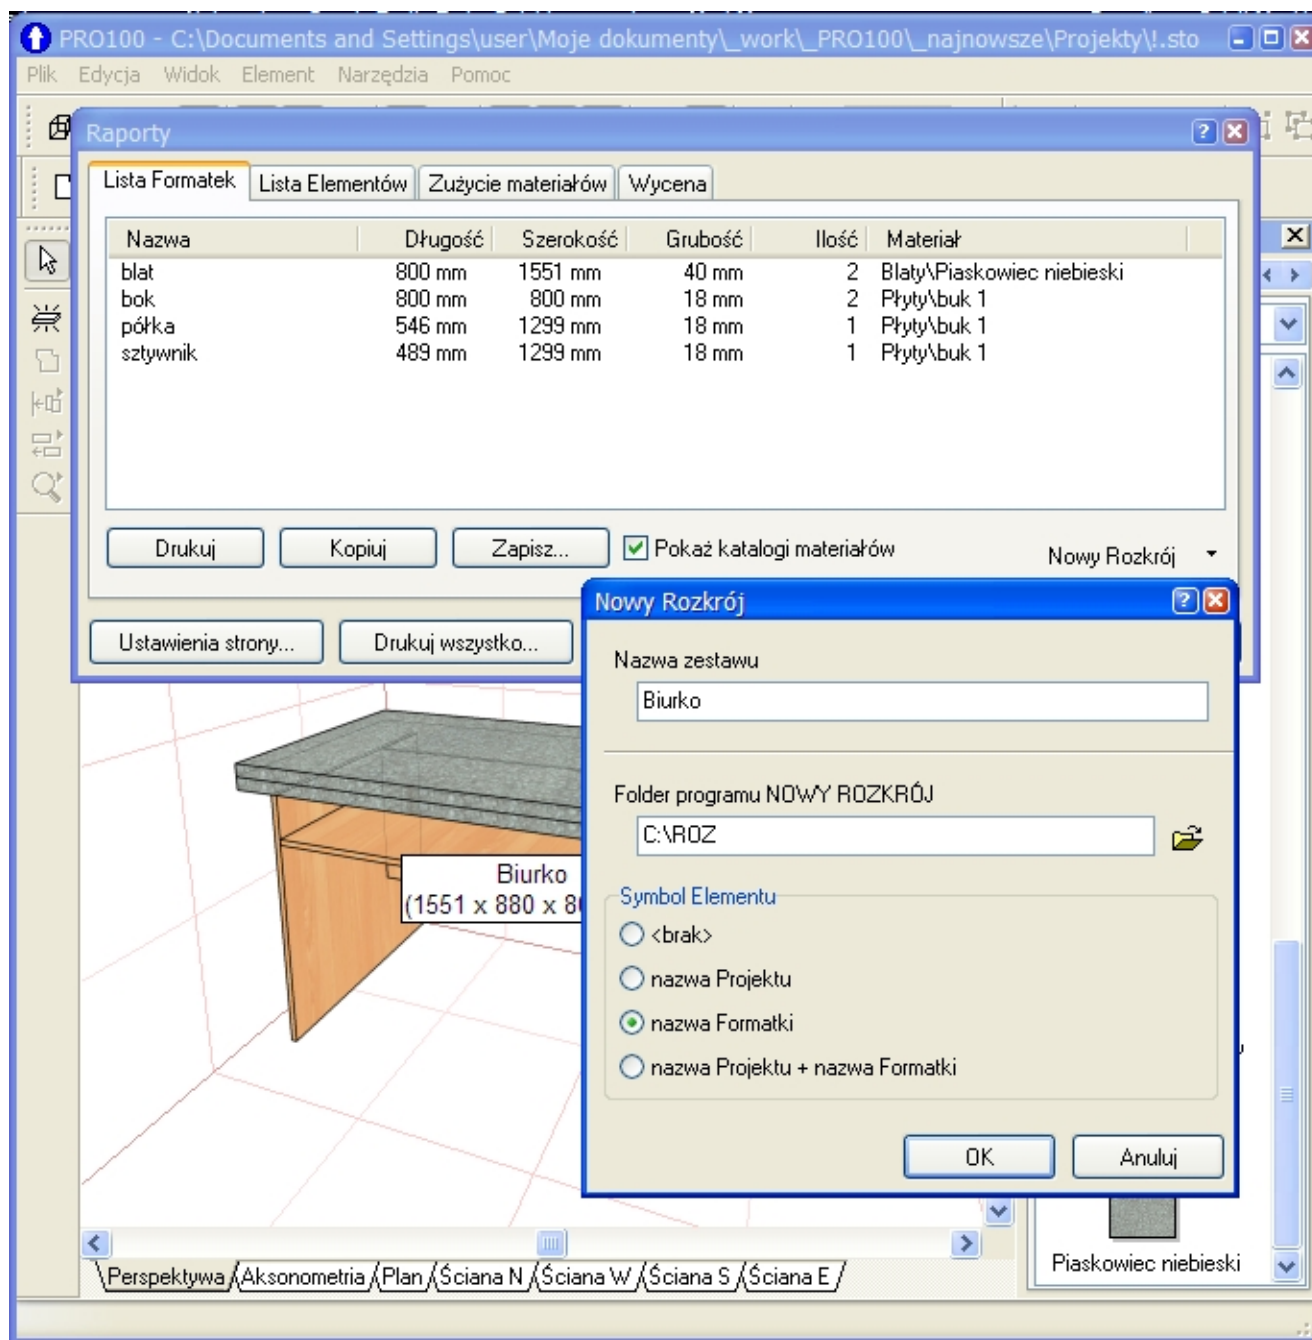 PRO100 - C:\Documents and Settings\user\Moje dokumenty\_work\_PRO100\_najnowsze\Projekty\!.sto
Plik Edycja Widok Element Narzędzia Pomoc
Raporty
Lista Formatek Lista Elementów Zużycie materiałów Wycena
Nazwa Długość Szerokość Grubość Ilość Materiał
blat 800 mm 1551 mm 40 mm 2 Blaty\Piaskowiec niebieski
bok 800 mm 800 mm 18 mm 2 Płyty\buk 1
półka 546 mm 1299 mm 18 mm 1 Płyty\buk 1
sztywnik 489 mm 1299 mm 18 mm 1 Płyty\buk 1
Drukuj Kopiuj Zapisz... Pokaż katalogi materiałów Nowy Rozkrój
Ustawienia strony... Drukuj wszystko...
Nowy Rozkrój
Nazwa zestawu
Biurko
Folder programu NOWY ROZKRÓJ
C:\ROZ
Symbol Elementu
<brak>
nazwa Projektu
nazwa Formatki
nazwa Projektu + nazwa Formatki
OK Anuluj
Biurko
(1551 x 880 x 8
Piaskowiec niebieski
Perspektywa Aksonometria Plan Ściana N Ściana W Ściana S Ściana E